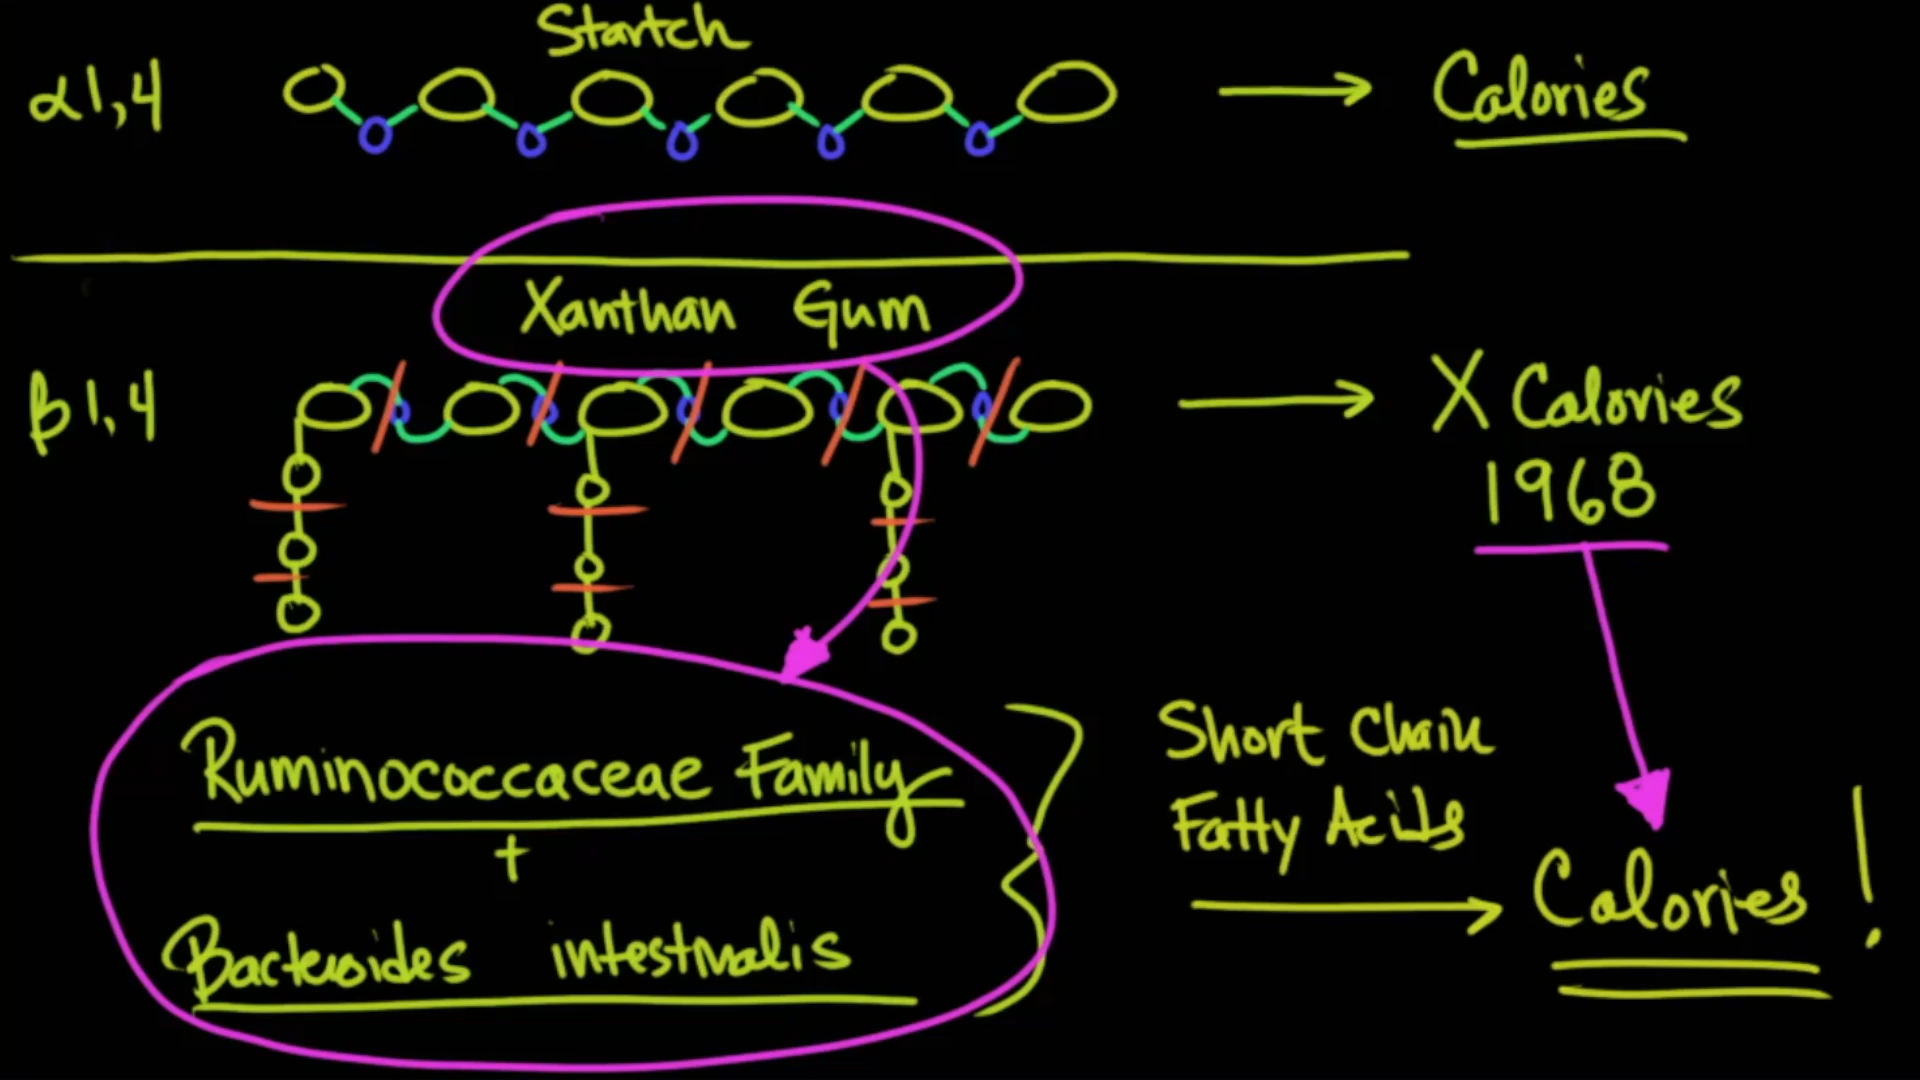 Startch
α1,4
Calories
Xanthan Gum
β1,4
X Calories
1968
Ruminococcaceae Family
+
Bacteroides intestinalis
Short Chain
Fatty Acids
Calories!